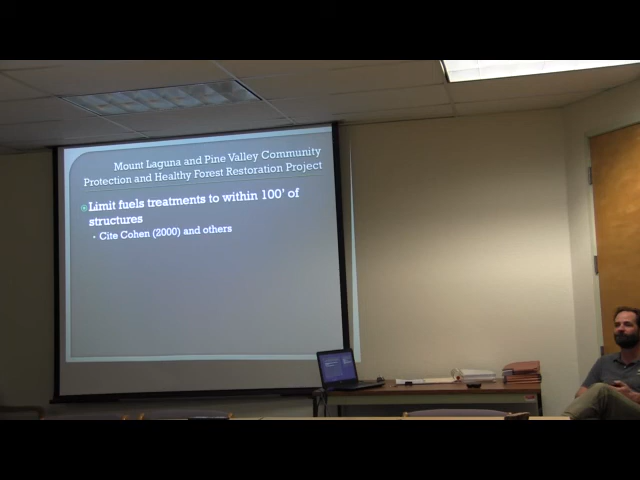 Mount Laguna and Pine Valley Community
Protection and Healthy Forest Restoration Project
Limit fuels treatments to within 100' of
structures
Cite Cohen (2000) and others